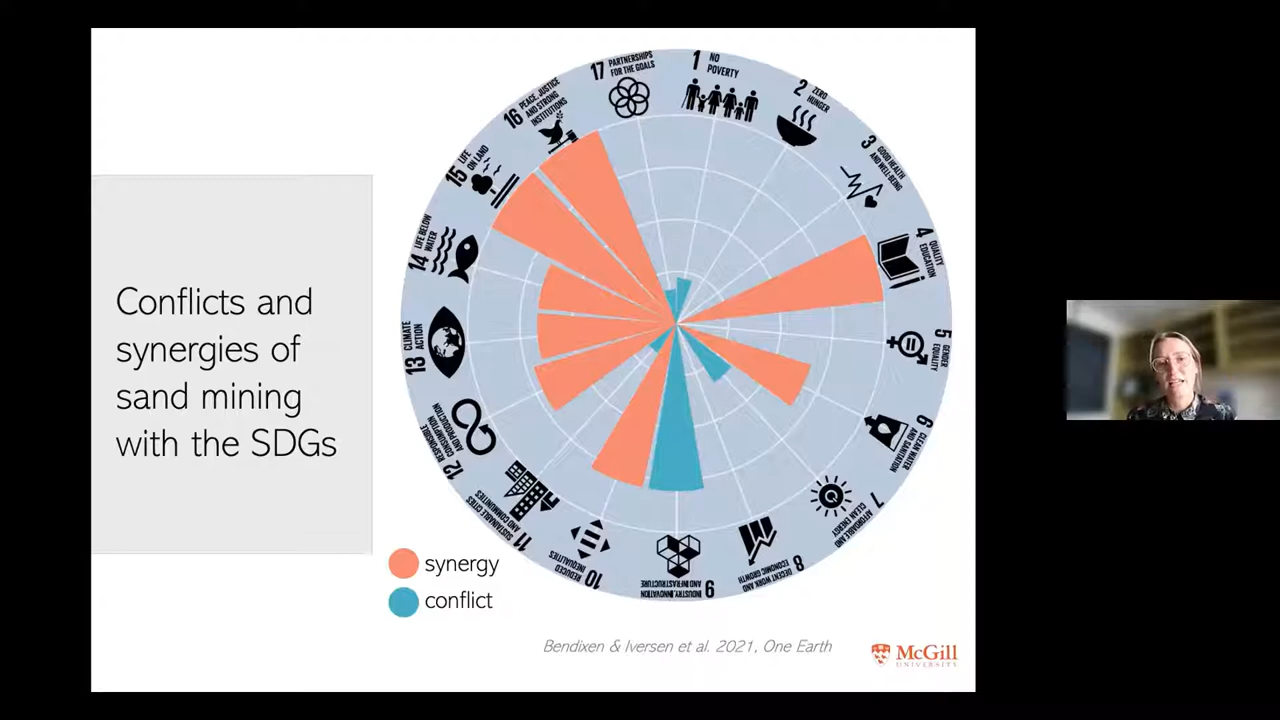 Conflicts and
synergies of
sand mining
with the SDGs
1 NO
POVERTY
2 ZERO
HUNGER
3 GOOD HEALTH
AND WELL-BEING
4 QUALITY
EDUCATION
5 GENDER
EQUALITY
6 CLEAN WATER
AND SANITATION
7 AFFORDABLE AND
CLEAN ENERGY
8 DECENT WORK AND
ECONOMIC GROWTH
9 INDUSTRY, INNOVATION
AND INFRASTRUCTURE
10 REDUCED
INEQUALITIES
11 SUSTAINABLE CITIES
AND COMMUNITIES
12 RESPONSIBLE
CONSUMPTION
AND PRODUCTION
13 CLIMATE
ACTION
14 LIFE BELOW
WATER
15 LIFE
ON LAND
16 PEACE, JUSTICE
AND STRONG
INSTITUTIONS
17 PARTNERSHIPS
FOR THE GOALS
synergy
conflict
Bendixen & Iversen et al. 2021, One Earth
McGill
UNIVERSITY